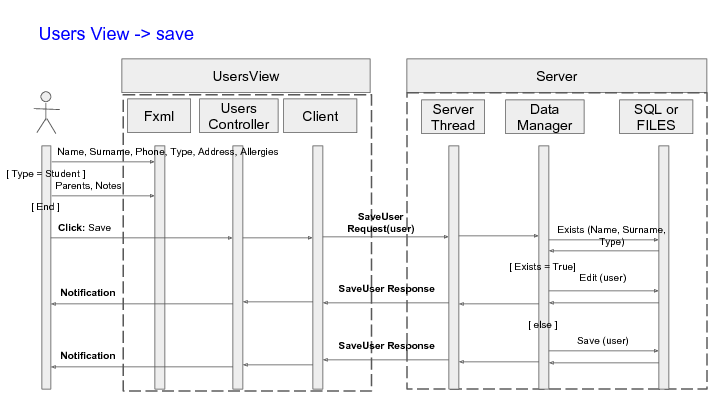 Users View -> save
UsersView
Server
Fxml
Users
Controller
Client
Server
Thread
Data
Manager
SQL or
FILES
Name, Surname, Phone, Type, Address, Allergies
[ Type = Student ]
Parents, Notes
[ End ]
Click: Save
SaveUser
Request(user)
Exists (Name, Surname,
Type)
[ Exists = True]
Edit (user)
SaveUser Response
Notification
[ else ]
Save (user)
SaveUser Response
Notification